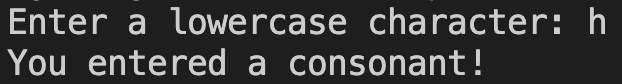 Enter a lowercase character: h
You entered a consonant!